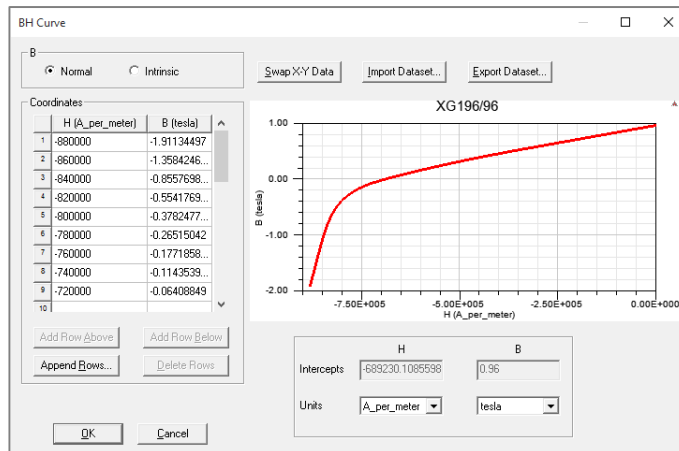 BH Curve
B
Normal Intrinsic
Swap X-Y Data Import Dataset... Export Dataset...
Coordinates
H (A_per_meter) B (tesla)
1 -880000 -1.91134497
2 -860000 -1.3584246...
3 -840000 -0.8557698...
4 -820000 -0.5541769...
5 -800000 -0.3782477...
6 -780000 -0.26515042
7 -760000 -0.1771858...
8 -740000 -0.1143539...
9 -720000 -0.06408849
10
Add Row Above Add Row Below
Append Rows... Delete Rows
OK Cancel
XG196/96
1.00
0.00
-1.00
-2.00
B (tesla)
-7.50E+005 -5.00E+005 -2.50E+005 0.00E+00
H (A_per_meter)
H B
Intercepts -689230.1085598 0.96
Units A_per_meter tesla